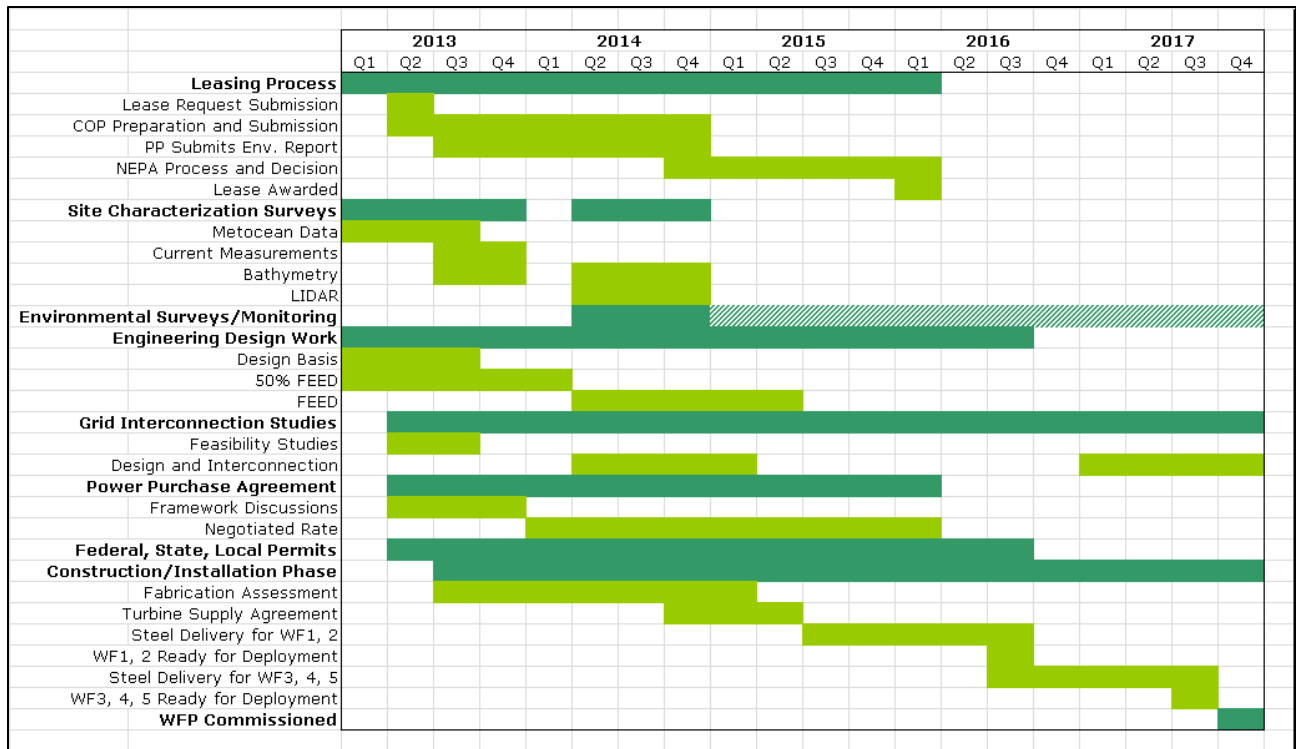 2013 2014 2015 2016 2017
Q1 Q2 Q3 Q4 Q1 Q2 Q3 Q4 Q1 Q2 Q3 Q4 Q1 Q2 Q3 Q4 Q1 Q2 Q3 Q4
Leasing Process
Lease Request Submission
COP Preparation and Submission
PP Submits Env. Report
NEPA Process and Decision
Lease Awarded
Site Characterization Surveys
Metocean Data
Current Measurements
Bathymetry
LIDAR
Environmental Surveys/Monitoring
Engineering Design Work
Design Basis
50% FEED
FEED
Grid Interconnection Studies
Feasibility Studies
Design and Interconnection
Power Purchase Agreement
Framework Discussions
Negotiated Rate
Federal, State, Local Permits
Construction/Installation Phase
Fabrication Assessment
Turbine Supply Agreement
Steel Delivery for WF1, 2
WF1, 2 Ready for Deployment
Steel Delivery for WF3, 4, 5
WF3, 4, 5 Ready for Deployment
WFP Commissioned